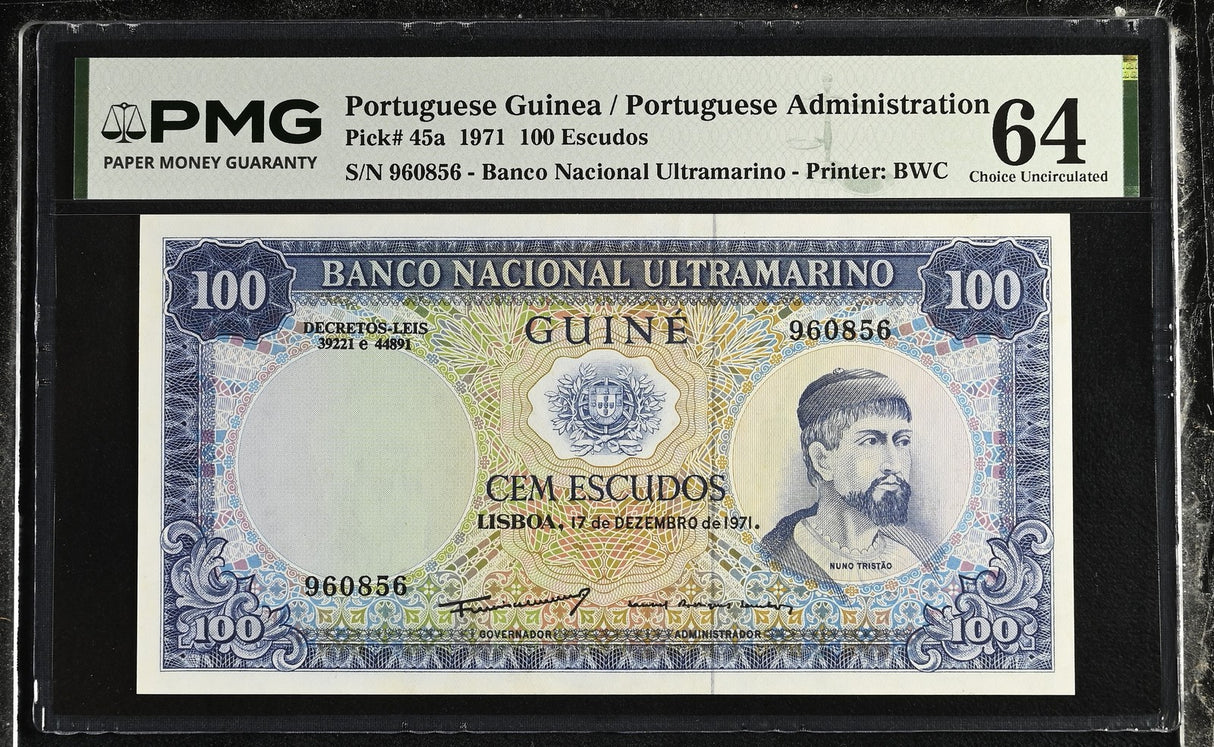 PMG
PAPER MONEY GUARANTY
Portuguese Guinea / Portuguese Administration
Pick# 45a 1971 100 Escudos
S/N 960856 - Banco Nacional Ultramarino - Printer: BWC
64
Choice Uncirculated
100 BANCO NACIONAL ULTRAMARINO 100
DECRETOS-LEIS
39221 e 44891
GUINÉ
960856
CEM ESCUDOS
LISBOA, 17 de DEZEMBRO de 1971.
NUNO TRISTÃO
960856
100 GOVERNADOR ADMINISTRADOR 100